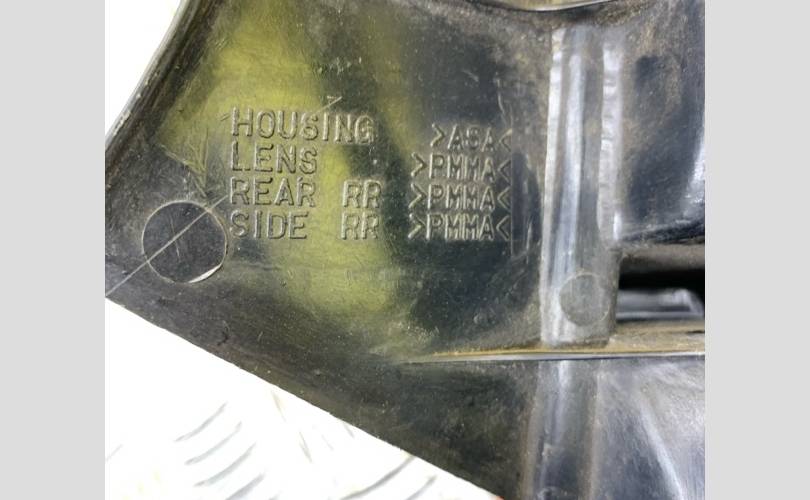 HOUSING >ASA<
LENS >PMMA<
REAR RR >PMMA<
SIDE RR >PMMA<